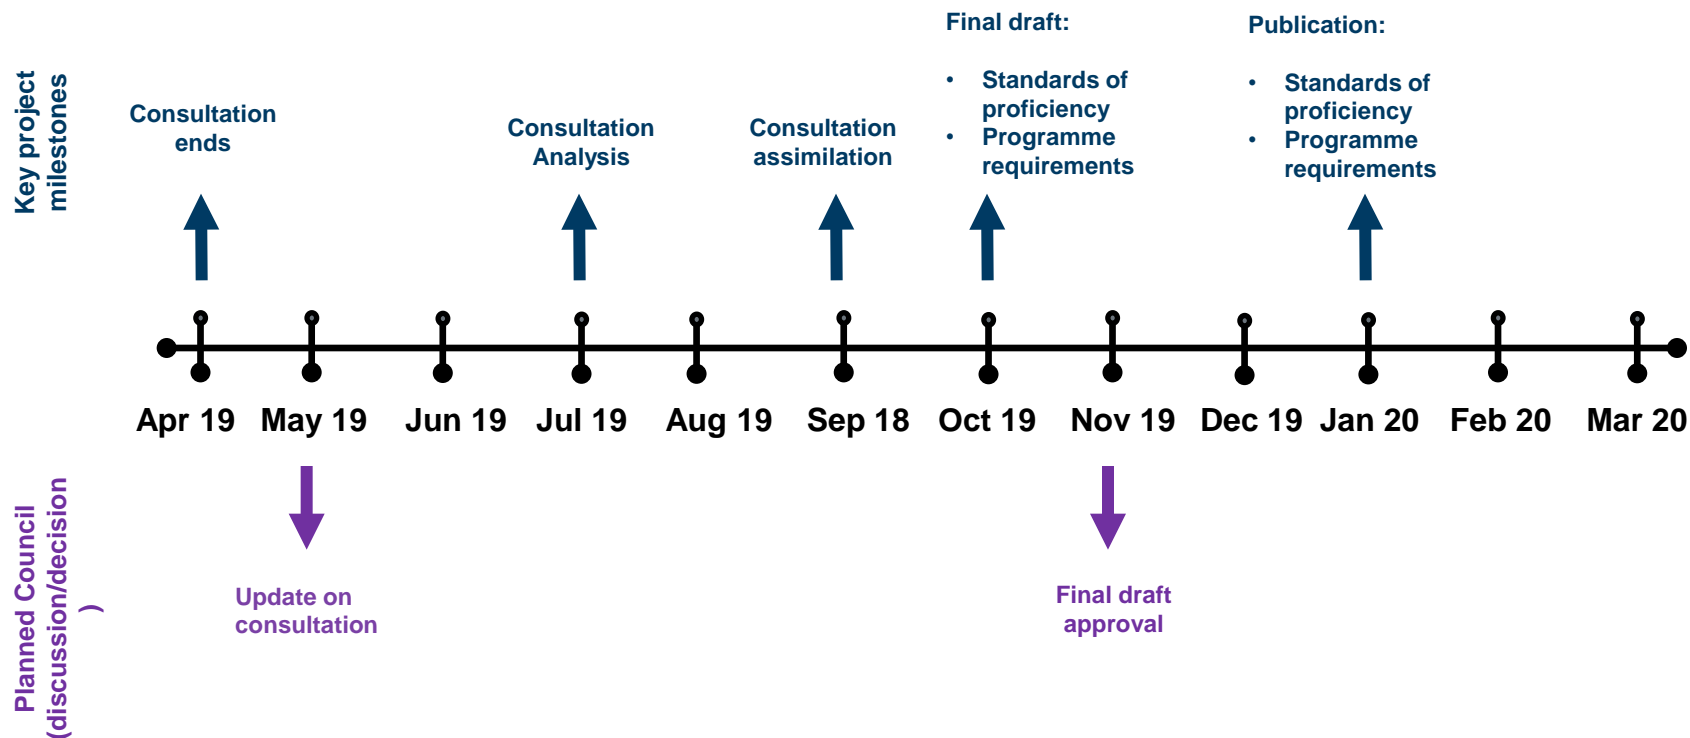 Key project
milestones
Consultation
ends
Consultation
Analysis
Consultation
assimilation
Final draft:
• Standards of
proficiency
• Programme
requirements
Publication:
• Standards of
proficiency
• Programme
requirements
Apr 19 May 19 Jun 19 Jul 19 Aug 19 Sep 18 Oct 19 Nov 19 Dec 19 Jan 20 Feb 20 Mar 20
Planned Council
((discussion/decision
)
Update on
consultation
Final draft
approval